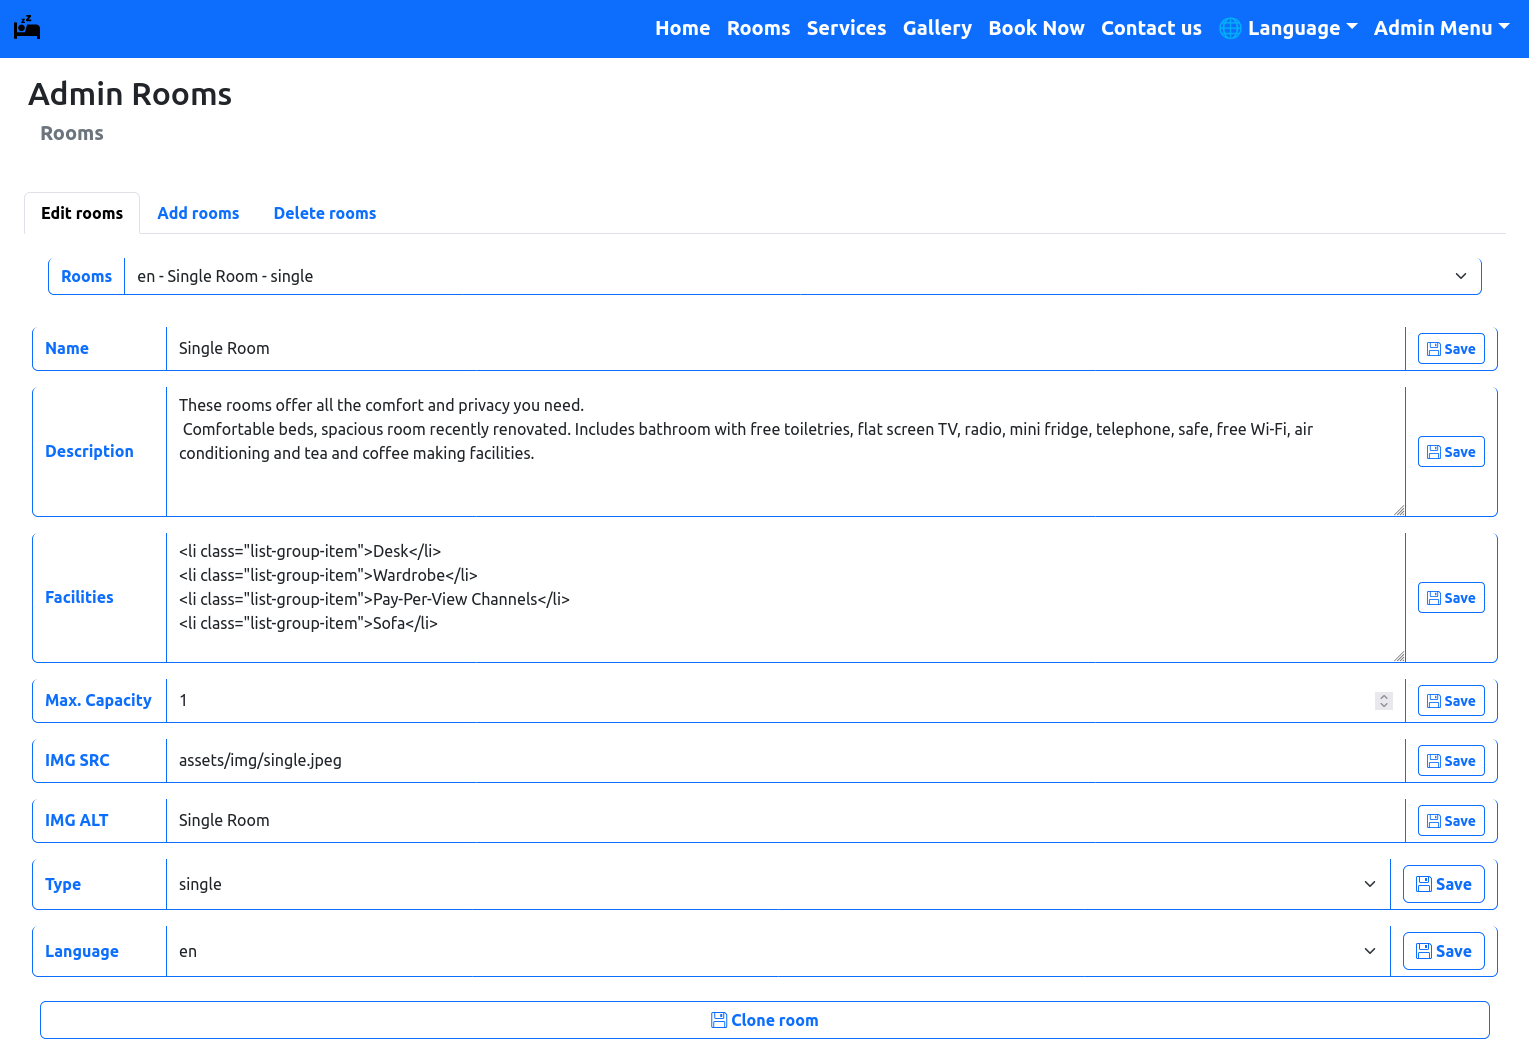 Home Rooms Services Gallery Book Now Contact us 🌐 Language Admin Menu
Admin Rooms
Rooms
Edit rooms Add rooms Delete rooms
Rooms en - Single Room - single
Name Single Room Save
Description
These rooms offer all the comfort and privacy you need.
Comfortable beds, spacious room recently renovated. Includes bathroom with free toiletries, flat screen TV, radio, mini fridge, telephone, safe, free Wi-Fi, air
conditioning and tea and coffee making facilities.
Save
Facilities
<li class="list-group-item">Desk</li>
<li class="list-group-item">Wardrobe</li>
<li class="list-group-item">Pay-Per-View Channels</li>
<li class="list-group-item">Sofa</li>
Save
Max. Capacity 1 Save
IMG SRC assets/img/single.jpeg Save
IMG ALT Single Room Save
Type single Save
Language en Save
Clone room